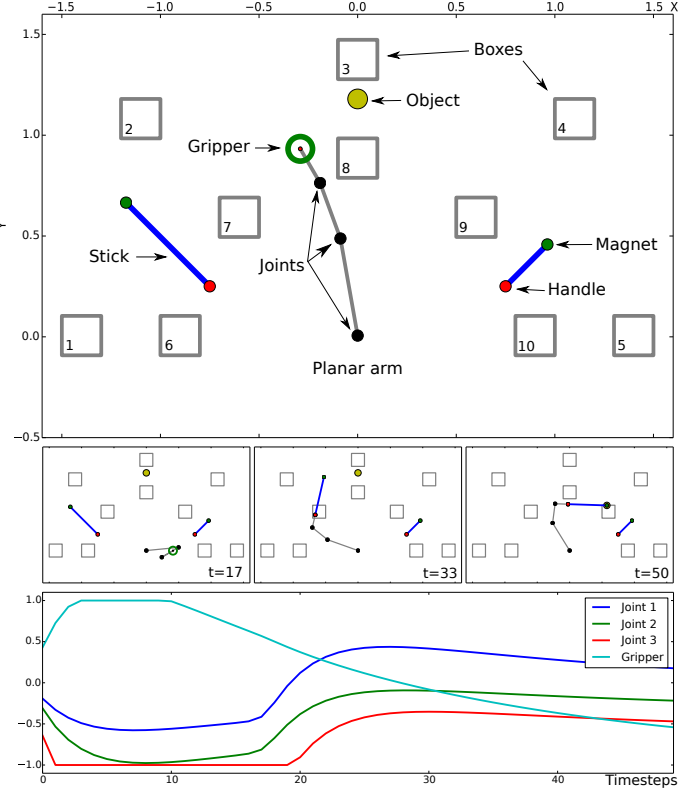 −1.5 −1.0 −0.5 0.0 0.5 1.0 1.5 X
1.5
Boxes
3
Object
1.0
2
4
Gripper
8
Y
7
9
0.5
Stick
Joints
Magnet
Handle
0.0
1
6
10
5
Planar arm
−0.5
t=17
t=33
t=50
1.0
0.5
0.0
−0.5
−1.0
Joint 1
Joint 2
Joint 3
Gripper
0 10 20 30 40 Timesteps